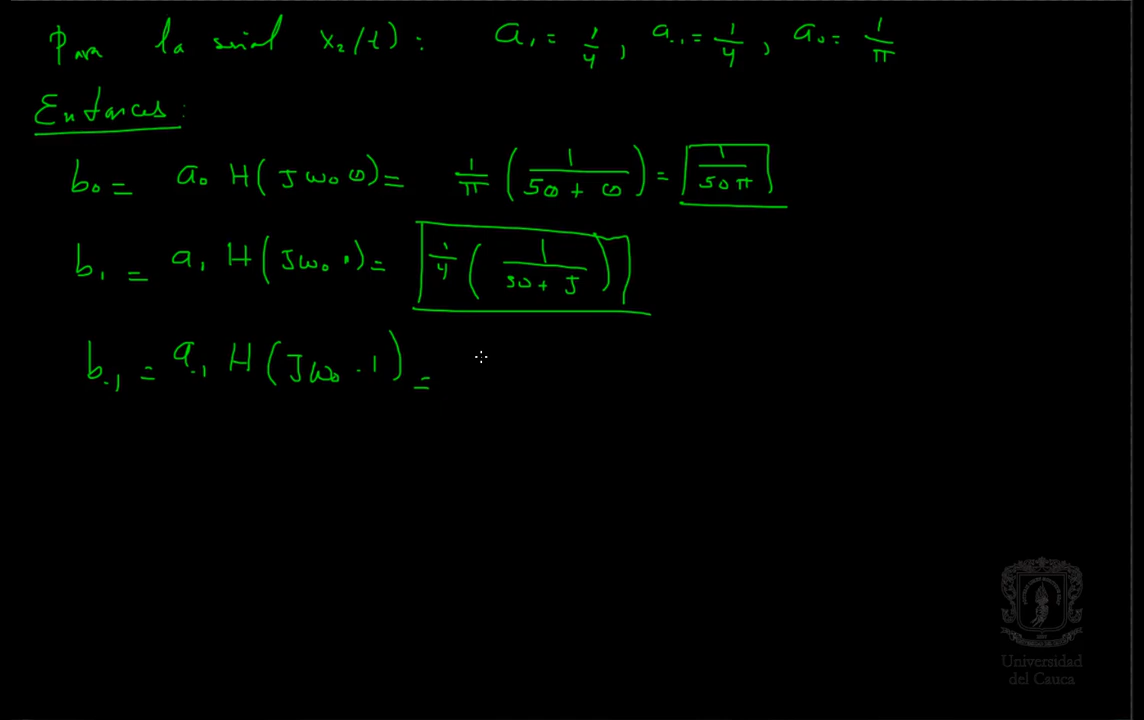 Para la señal x₂(t): a₁ = 1/4, a₋₁ = 1/4, a₀ = 1/π
Entonces:
b₀ = a₀ H(Jω₀0) = 1/π (1/(50 + 0)) = 1/(50π)
b₁ = a₁ H(Jω₀·1) = 1/4 (1/(50 + J))
b₋₁ = a₋₁ H(Jω₀ · 1) =
Universidad
del Cauca